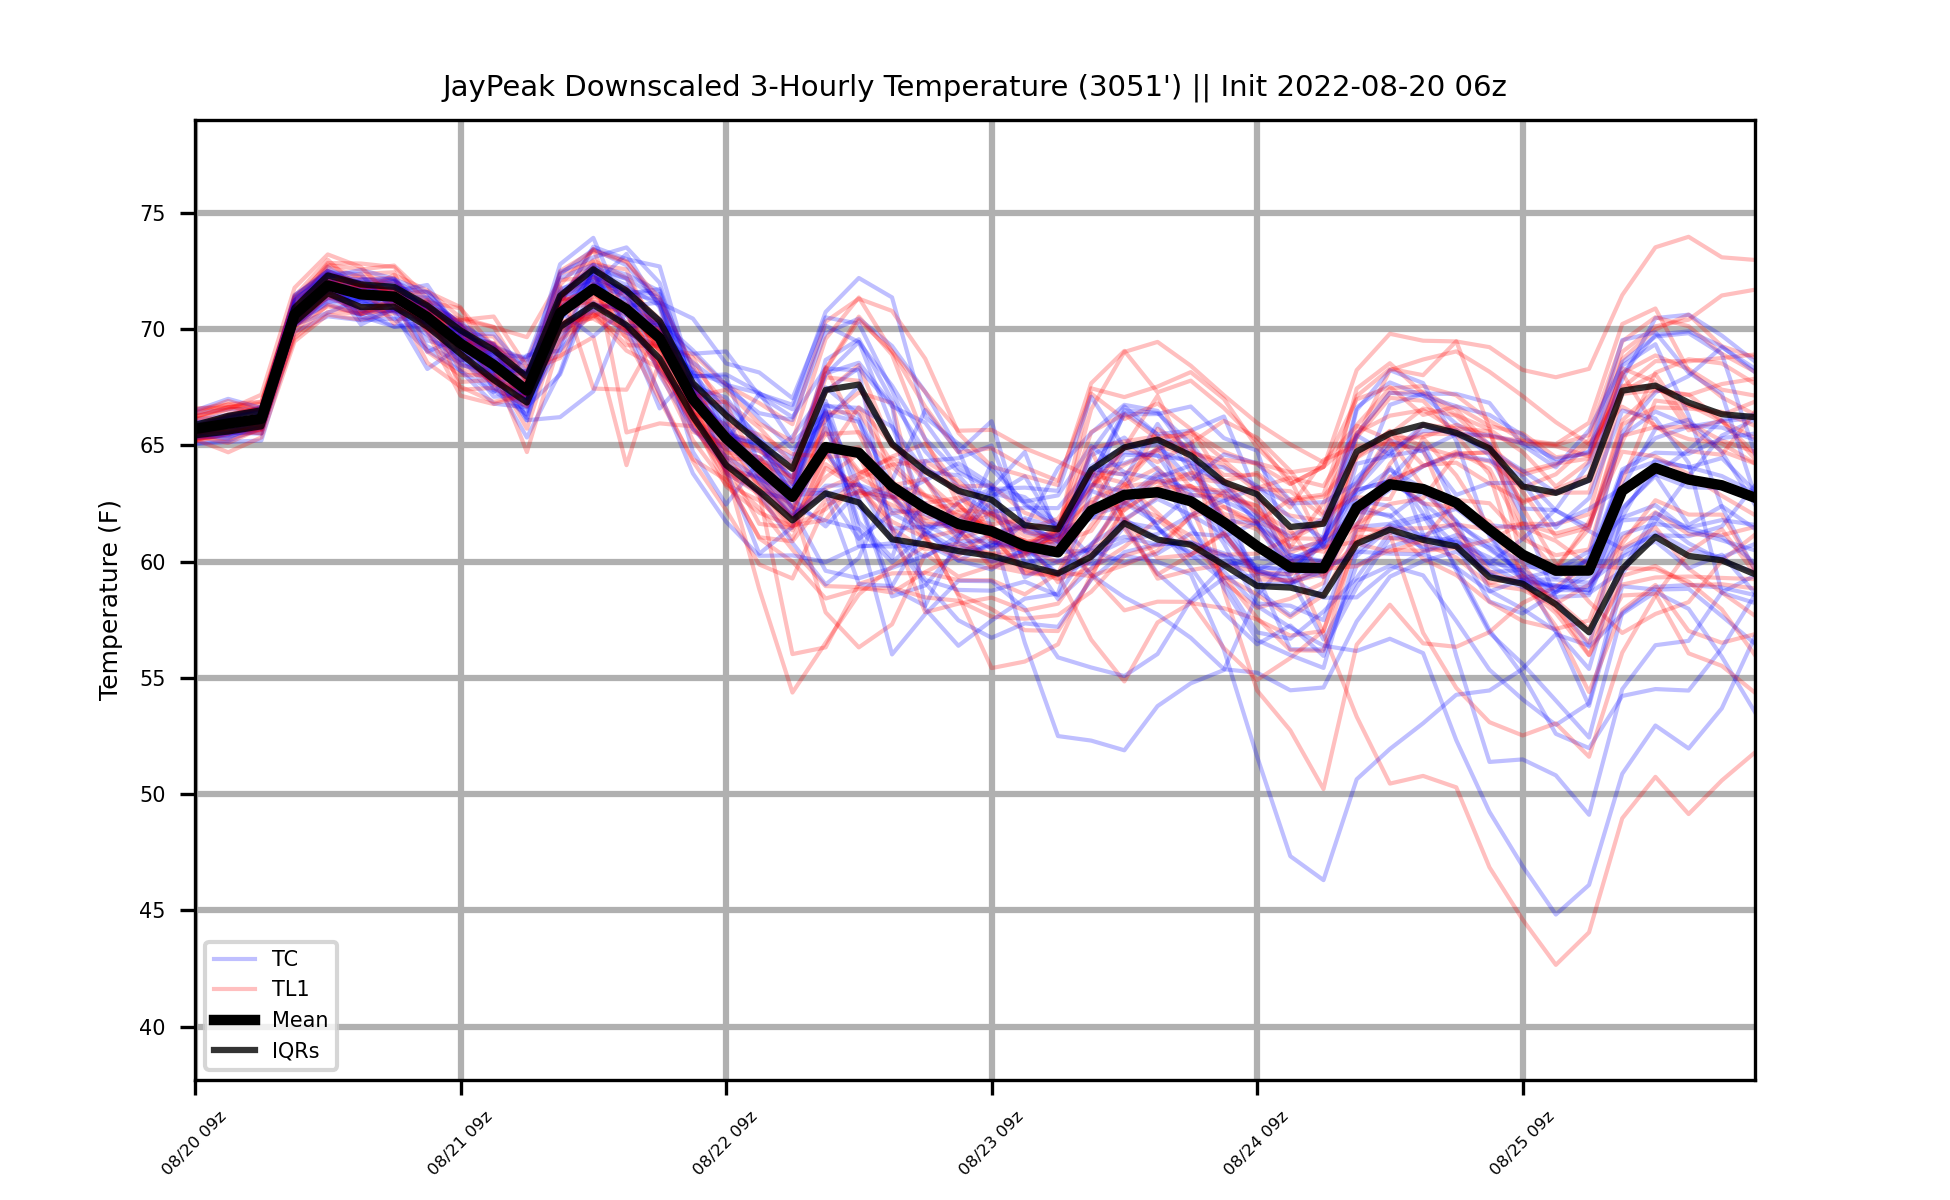 JayPeak Downscaled 3-Hourly Temperature (3051') || Init 2022-08-20 06z
Temperature (F)
75
70
65
60
55
50
45
40
TC
TL1
Mean
IQRs
08/20 09z
08/21 09z
08/22 09z
08/23 09z
08/24 09z
08/25 09z